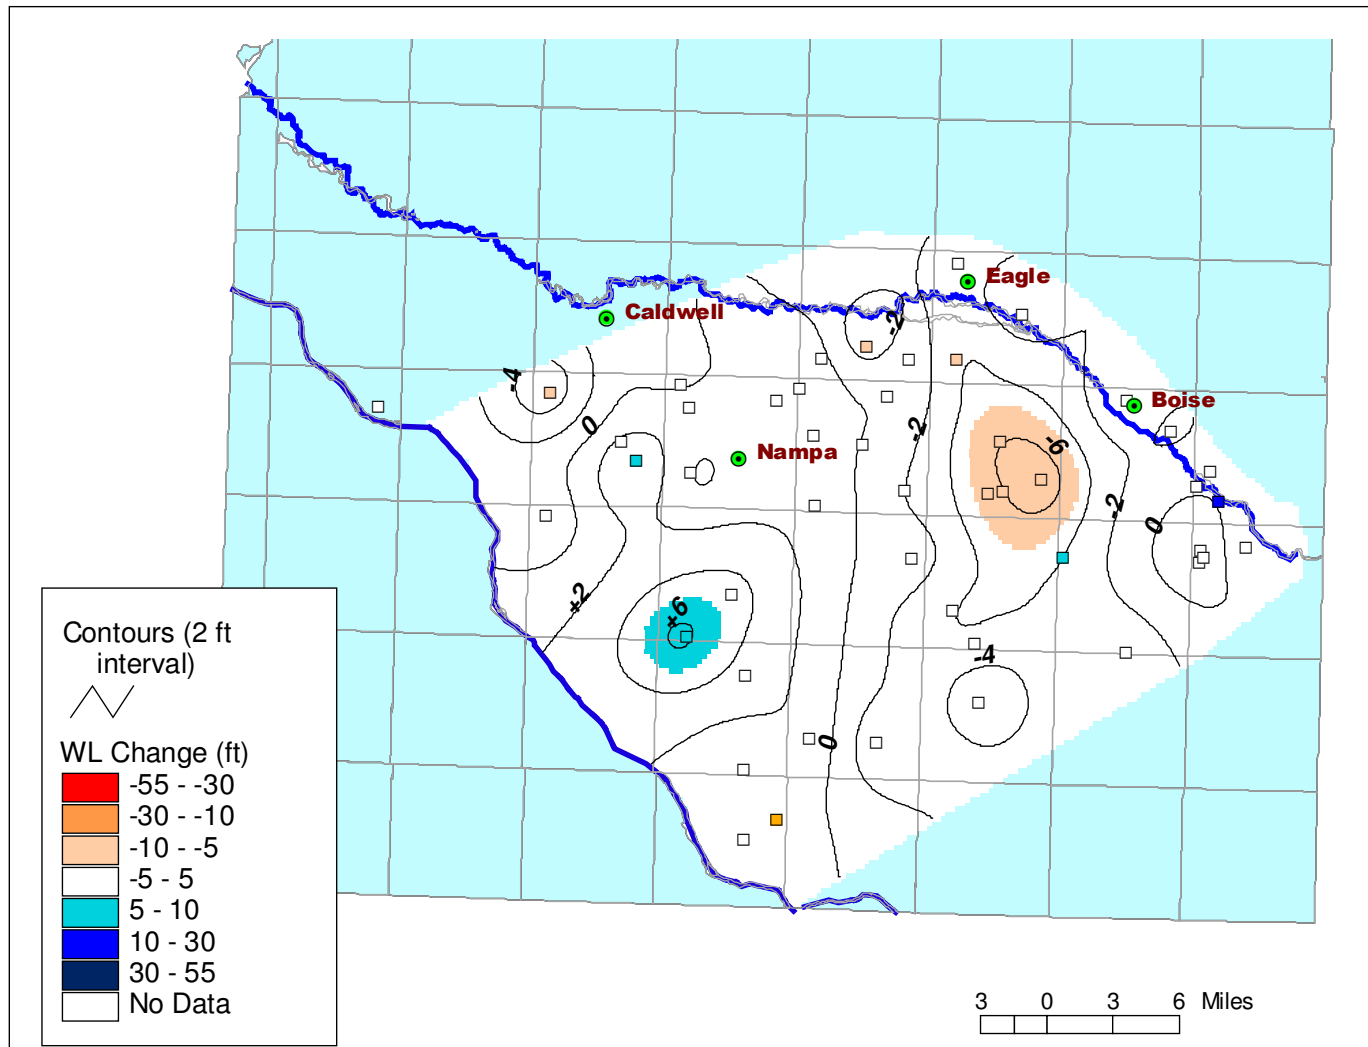 Eagle
-2
Caldwell
-4
Boise
0
-2
-6
Nampa
-2
0
+2
+6
-4
0
Contours (2 ft
interval)
WL Change (ft)
-55 - -30
-30 - -10
-10 - -5
-5 - 5
5 - 10
10 - 30
30 - 55
No Data
3 0 3 6 Miles